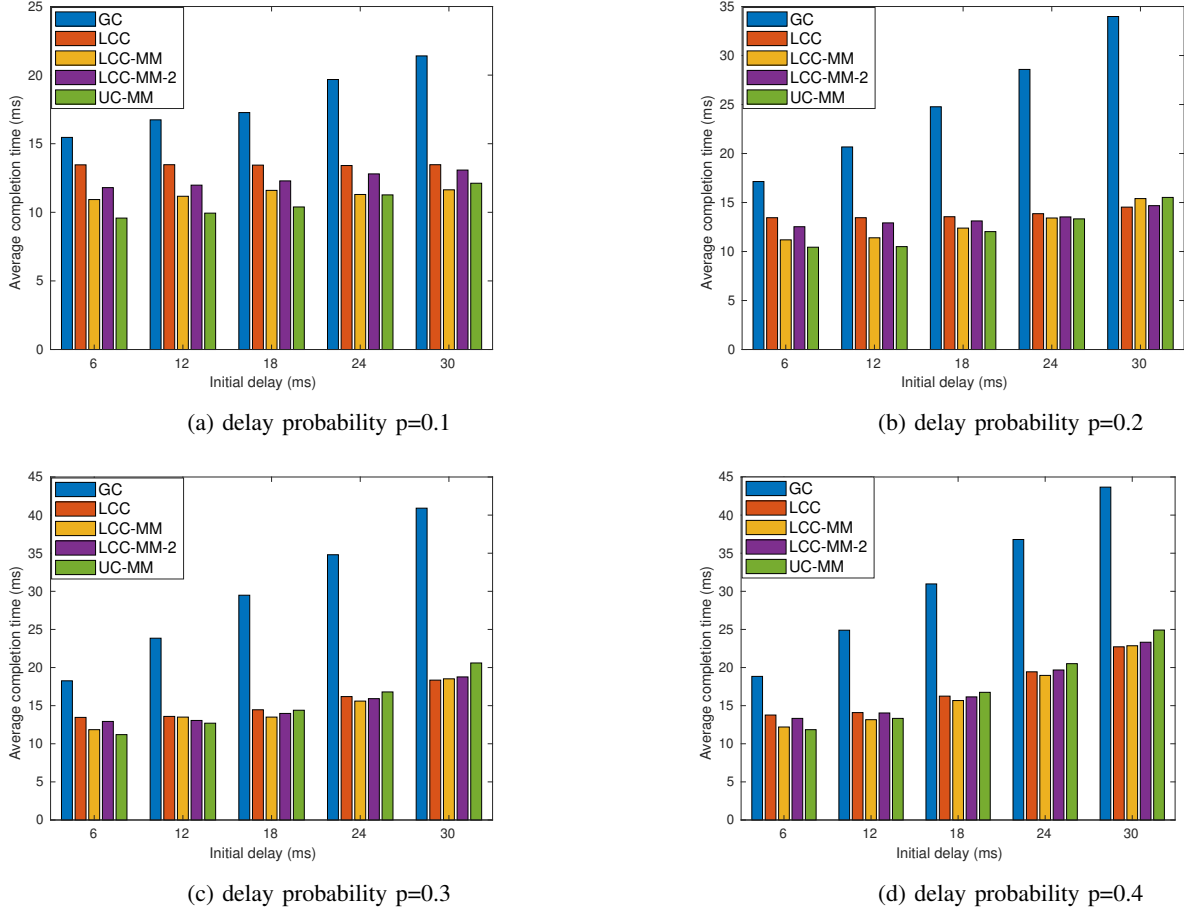 25
20
15
10
5
0
Average completion time (ms)
GC
LCC
LCC-MM
LCC-MM-2
UC-MM
6 12 18 24 30
Initial delay (ms)
(a) delay probability p=0.1
40
35
30
25
20
15
10
5
0
Average completion time (ms)
GC
LCC
LCC-MM
LCC-MM-2
UC-MM
6 12 18 24 30
Initial delay (ms)
(b) delay probability p=0.2
45
40
35
30
25
20
15
10
5
0
Average completion time (ms)
GC
LCC
LCC-MM
LCC-MM-2
UC-MM
6 12 18 24 30
Initial delay (ms)
(c) delay probability p=0.3
45
40
35
30
25
20
15
10
5
0
Average completion time (ms)
GC
LCC
LCC-MM
LCC-MM-2
UC-MM
6 12 18 24 30
Initial delay (ms)
(d) delay probability p=0.4